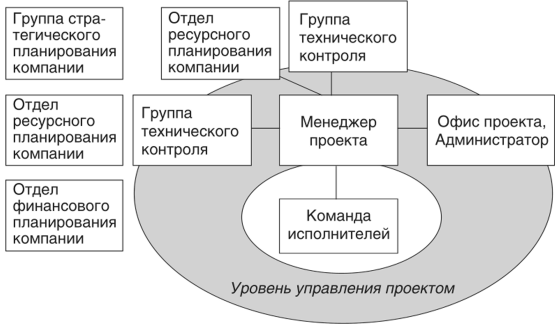 Группа стра-
тегического
планирования
компании
Отдел
ресурсного
планирования
компании
Группа
технического
контроля
Отдел
ресурсного
планирования
компании
Группа
технического
контроля
Менеджер
проекта
Офис проекта,
Администратор
Отдел
финансового
планирования
компании
Команда
исполнителей
Уровень управления проектом